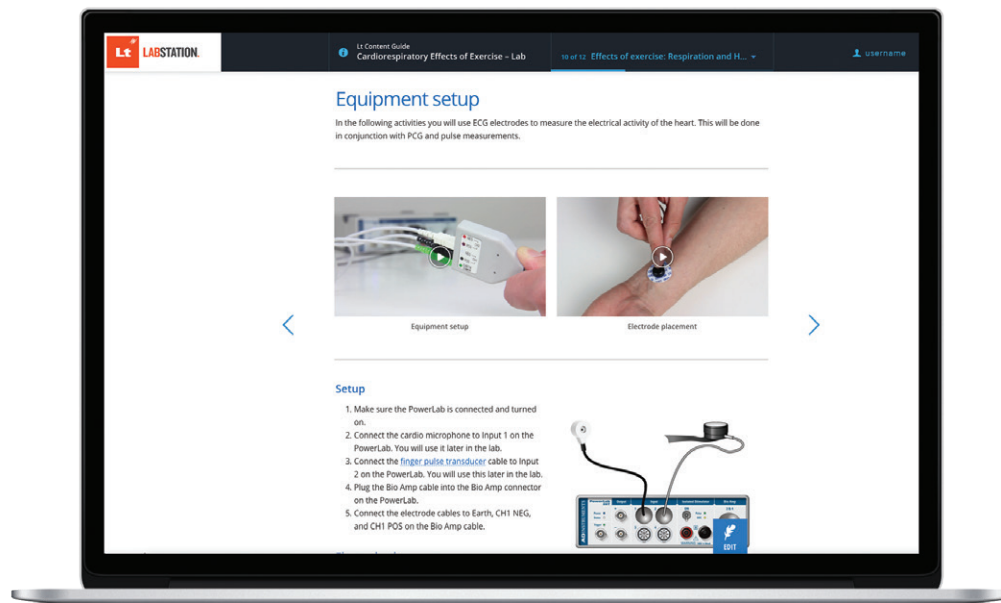 Lt LABSTATION.
Lt Content Guide
Cardiorespiratory Effects of Exercise – Lab
10 of 12 Effects of exercise: Respiration and H...
username
Equipment setup
In the following activities you will use ECG electrodes to measure the electrical activity of the heart. This will be done
in conjunction with PCG and pulse measurements.
Equipment setup
Electrode placement
Setup
1. Make sure the PowerLab is connected and turned
on.
2. Connect the cardio microphone to Input 1 on the
PowerLab. You will use it later in the lab.
3. Connect the finger pulse transducer cable to Input
2 on the PowerLab. You will use this later in the lab.
4. Plug the Bio Amp cable into the Bio Amp connector
on the PowerLab.
5. Connect the electrode cables to Earth, CH1 NEG,
and CH1 POS on the Bio Amp cable.
Input
Bio Amp
EDIT